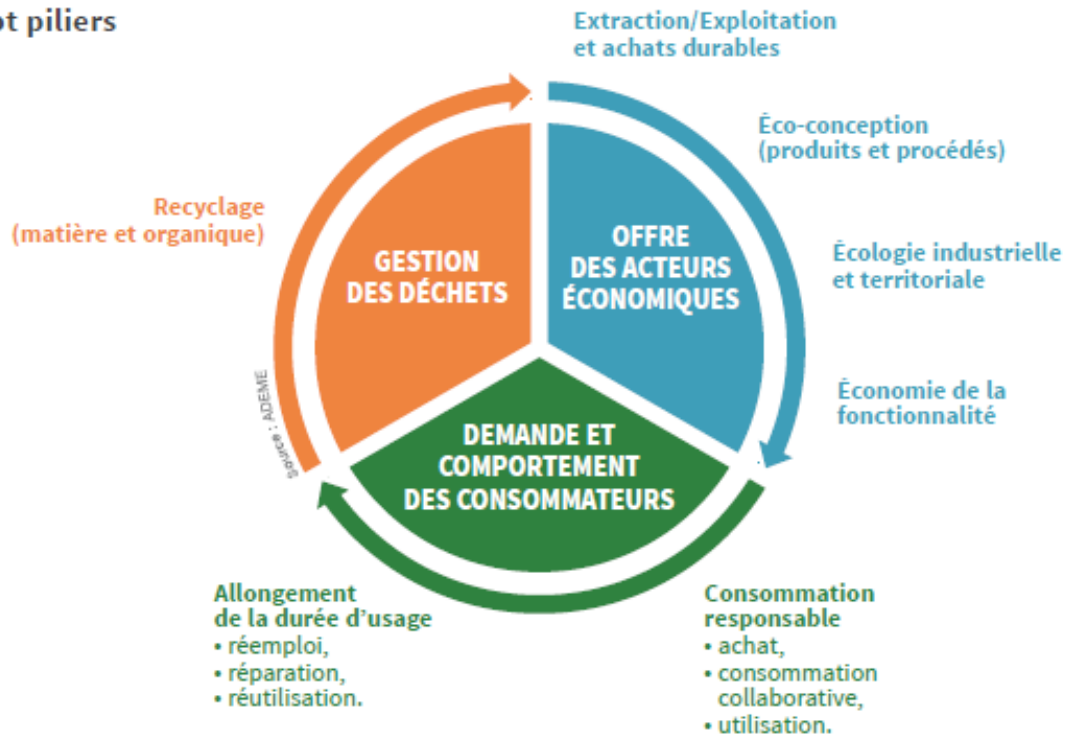 pt piliers
Extraction/Exploitation
et achats durables
Éco-conception
(produits et procédés)
Écologie industrielle
et territoriale
Économie de la
fonctionnalité
Recyclage
(matière et organique)
GESTION
DES DÉCHETS
OFFRE
DES ACTEURS
ÉCONOMIQUES
DEMANDE ET
COMPORTEMENT
DES CONSOMMATEURS
Source : ADEME
Allongement
de la durée d'usage
• réemploi,
• réparation,
• réutilisation.
Consommation
responsable
• achat,
• consommation
collaborative,
• utilisation.